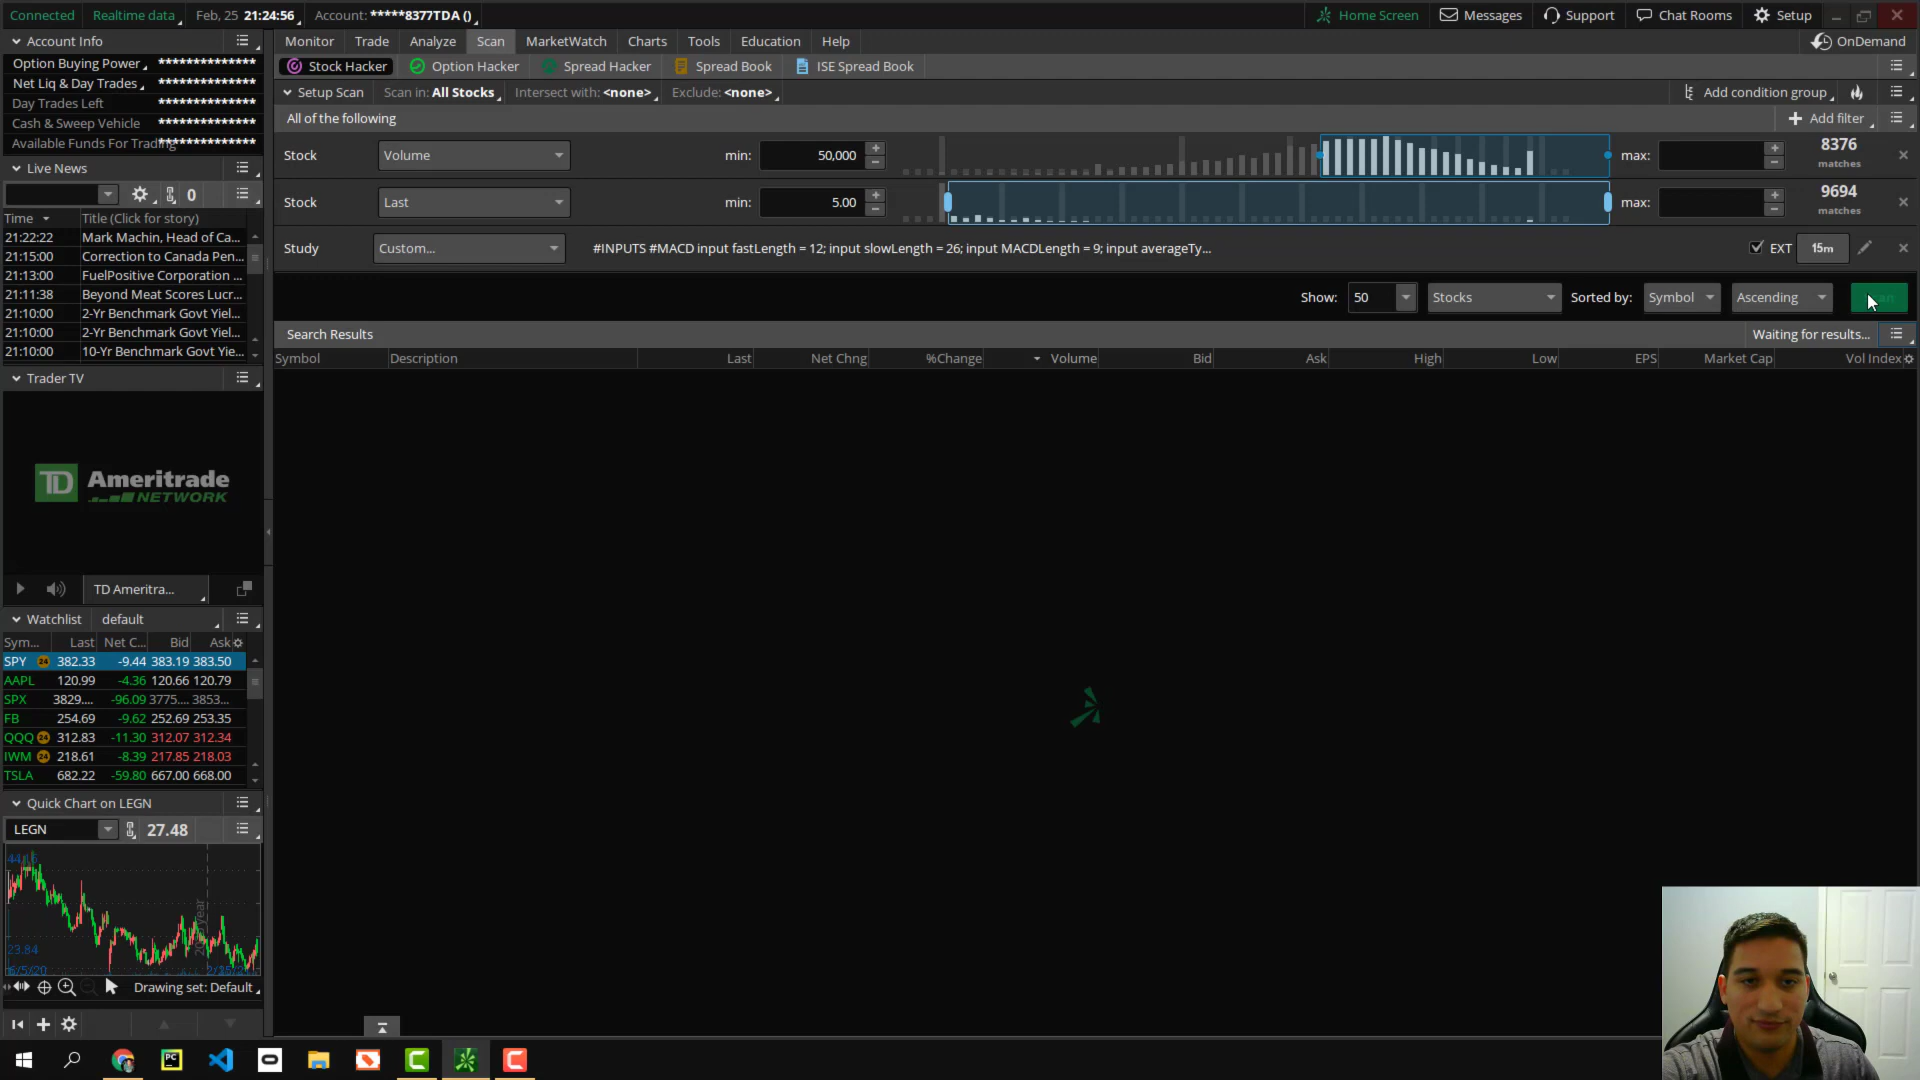 Connected Realtime data Feb, 25 21:24:56 Account: *****8377TDA () Home Screen Messages Support Chat Rooms Setup
Account Info
Option Buying Power **************
Net Liq & Day Trades **************
Day Trades Left **************
Cash & Sweep Vehicle **************
Available Funds For Trading **************
Live News
0
Time Title (Click for story)
21:22:22 Mark Machin, Head of Ca...
21:15:00 Correction to Canada Pen...
21:13:00 FuelPositive Corporation ...
21:11:38 Beyond Meat Scores Lucr...
21:10:00 2-Yr Benchmark Govt Yiel...
21:10:00 2-Yr Benchmark Govt Yiel...
21:10:00 10-Yr Benchmark Govt Yie...
Trader TV
TD Ameritrade
NETWORK
TD Ameritra...
Watchlist default
Sym... Last Net C... Bid Ask
SPY 24 382.33 -9.44 383.19 383.50
AAPL 120.99 -4.36 120.66 120.79
SPX 3829.... -96.09 3775.... 3853...
FB 254.69 -9.62 252.69 253.35
QQQ 24 312.83 -11.30 312.07 312.34
IWM 24 218.61 -8.39 217.85 218.03
TSLA 682.22 -59.80 667.00 668.00
Quick Chart on LEGN
LEGN 27.48
23.84
Drawing set: Default
Monitor Trade Analyze Scan MarketWatch Charts Tools Education Help OnDemand
Stock Hacker Option Hacker Spread Hacker Spread Book ISE Spread Book
Setup Scan Scan in: All Stocks Intersect with: <none> Exclude: <none> Add condition group
All of the following Add filter
Stock Volume min: 50,000 max: 8376 matches
Stock Last min: 5.00 max: 9694 matches
Study Custom... #INPUTS #MACD input fastLength = 12; input slowLength = 26; input MACDLength = 9; input averageTy... EXT 15m
Show: 50 Stocks Sorted by: Symbol Ascending
Search Results Waiting for results...
Symbol Description Last Net Chng %Change Volume Bid Ask High Low EPS Market Cap Vol Index